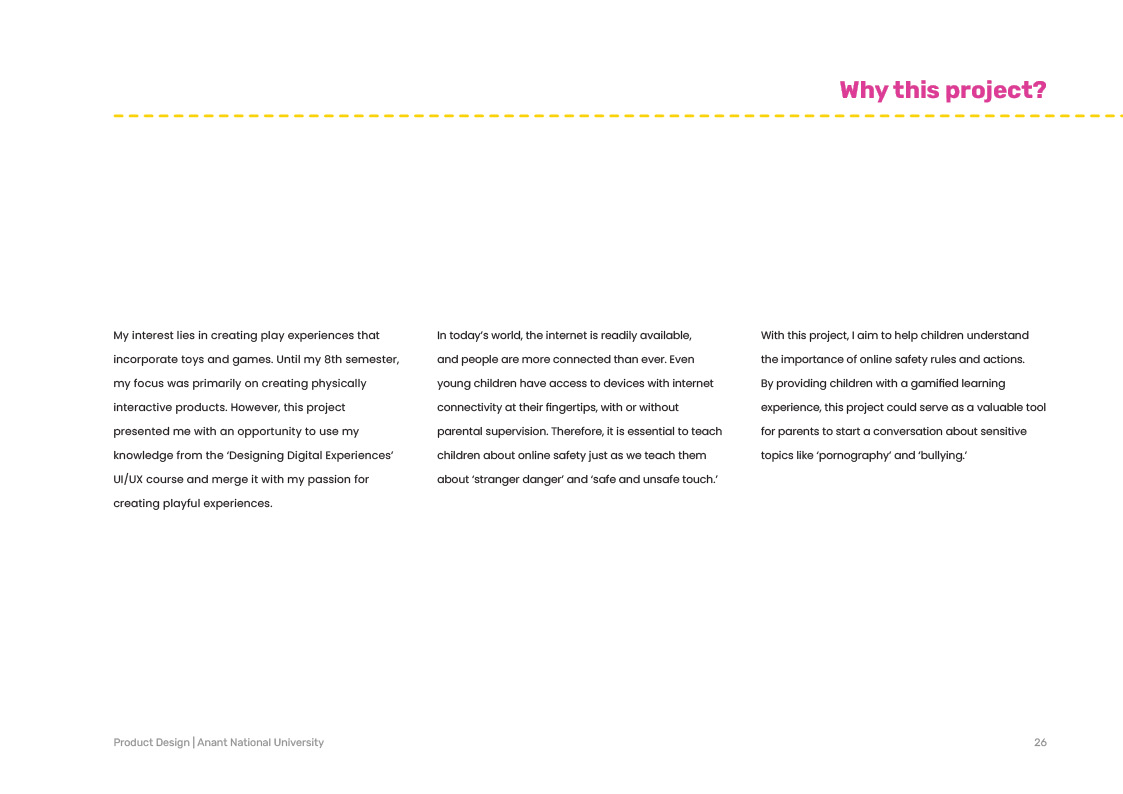 Why this project?
My interest lies in creating play experiences that
incorporate toys and games. Until my 8th semester,
my focus was primarily on creating physically
interactive products. However, this project
presented me with an opportunity to use my
knowledge from the ‘Designing Digital Experiences’
UI/UX course and merge it with my passion for
creating playful experiences.
In today’s world, the internet is readily available,
and people are more connected than ever. Even
young children have access to devices with internet
connectivity at their fingertips, with or without
parental supervision. Therefore, it is essential to teach
children about online safety just as we teach them
about ‘stranger danger’ and ‘safe and unsafe touch.’
With this project, I aim to help children understand
the importance of online safety rules and actions.
By providing children with a gamified learning
experience, this project could serve as a valuable tool
for parents to start a conversation about sensitive
topics like ‘pornography’ and ‘bullying.’
Product Design | Anant National University
26